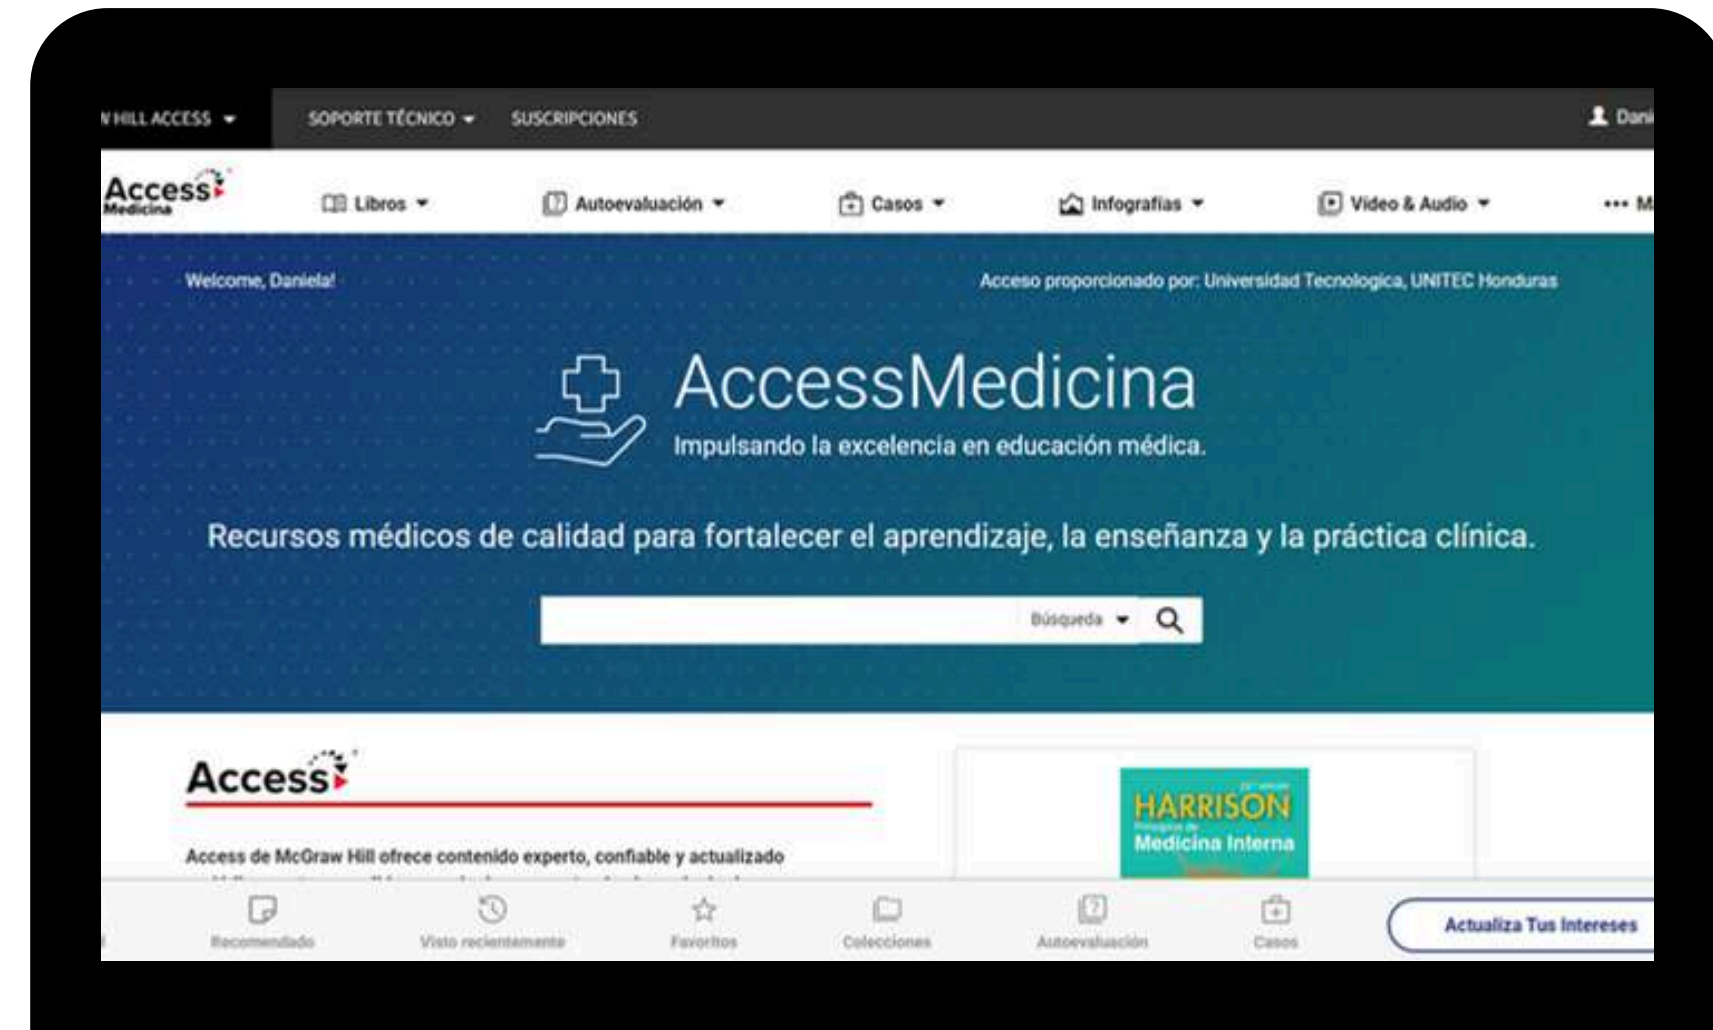 HILL ACCESS SOPORTE TÉCNICO SUSCRIPCIONES
Access
Medicina
Libros Autoevaluación Casos Infografías Video & Audio
Welcome, Daniela! Acceso proporcionado por: Universidad Tecnologica, UNITEC Honduras
AccessMedicina
Impulsando la excelencia en educación médica.
Recursos médicos de calidad para fortalecer el aprendizaje, la enseñanza y la práctica clínica.
Búsqueda
Access
HARRISON
Principios de
Medicina Interna
Access de McGraw Hill ofrece contenido experto, confiable y actualizado
Recomendado Visto recientemente Favoritos Colecciones Autoevaluación Casos Actualiza Tus Intereses